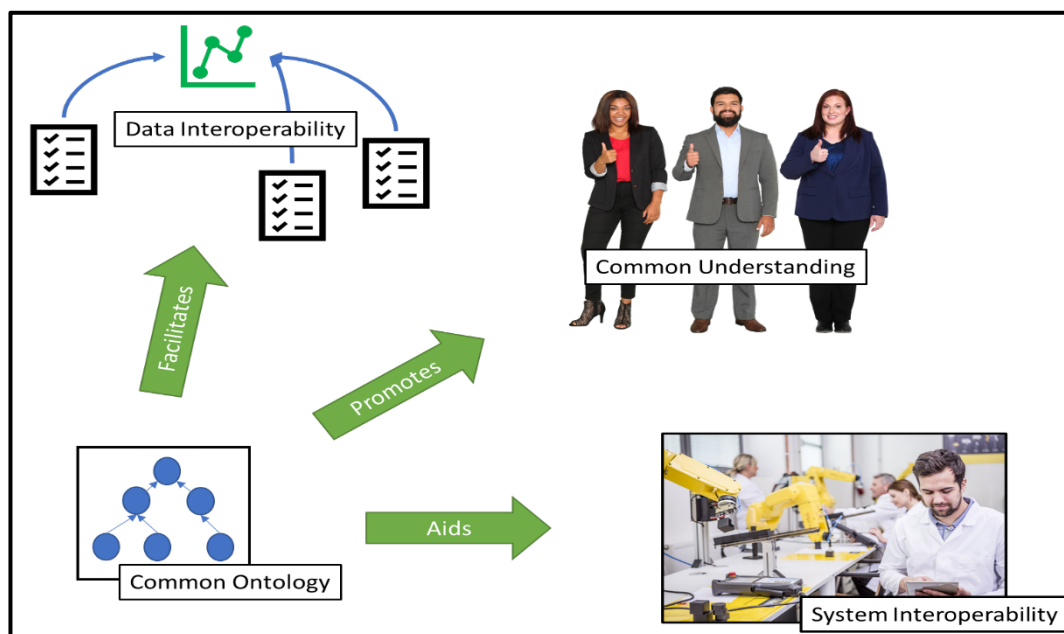 Data Interoperability
Common Understanding
Facilitates
Promotes
Aids
Common Ontology
System Interoperability